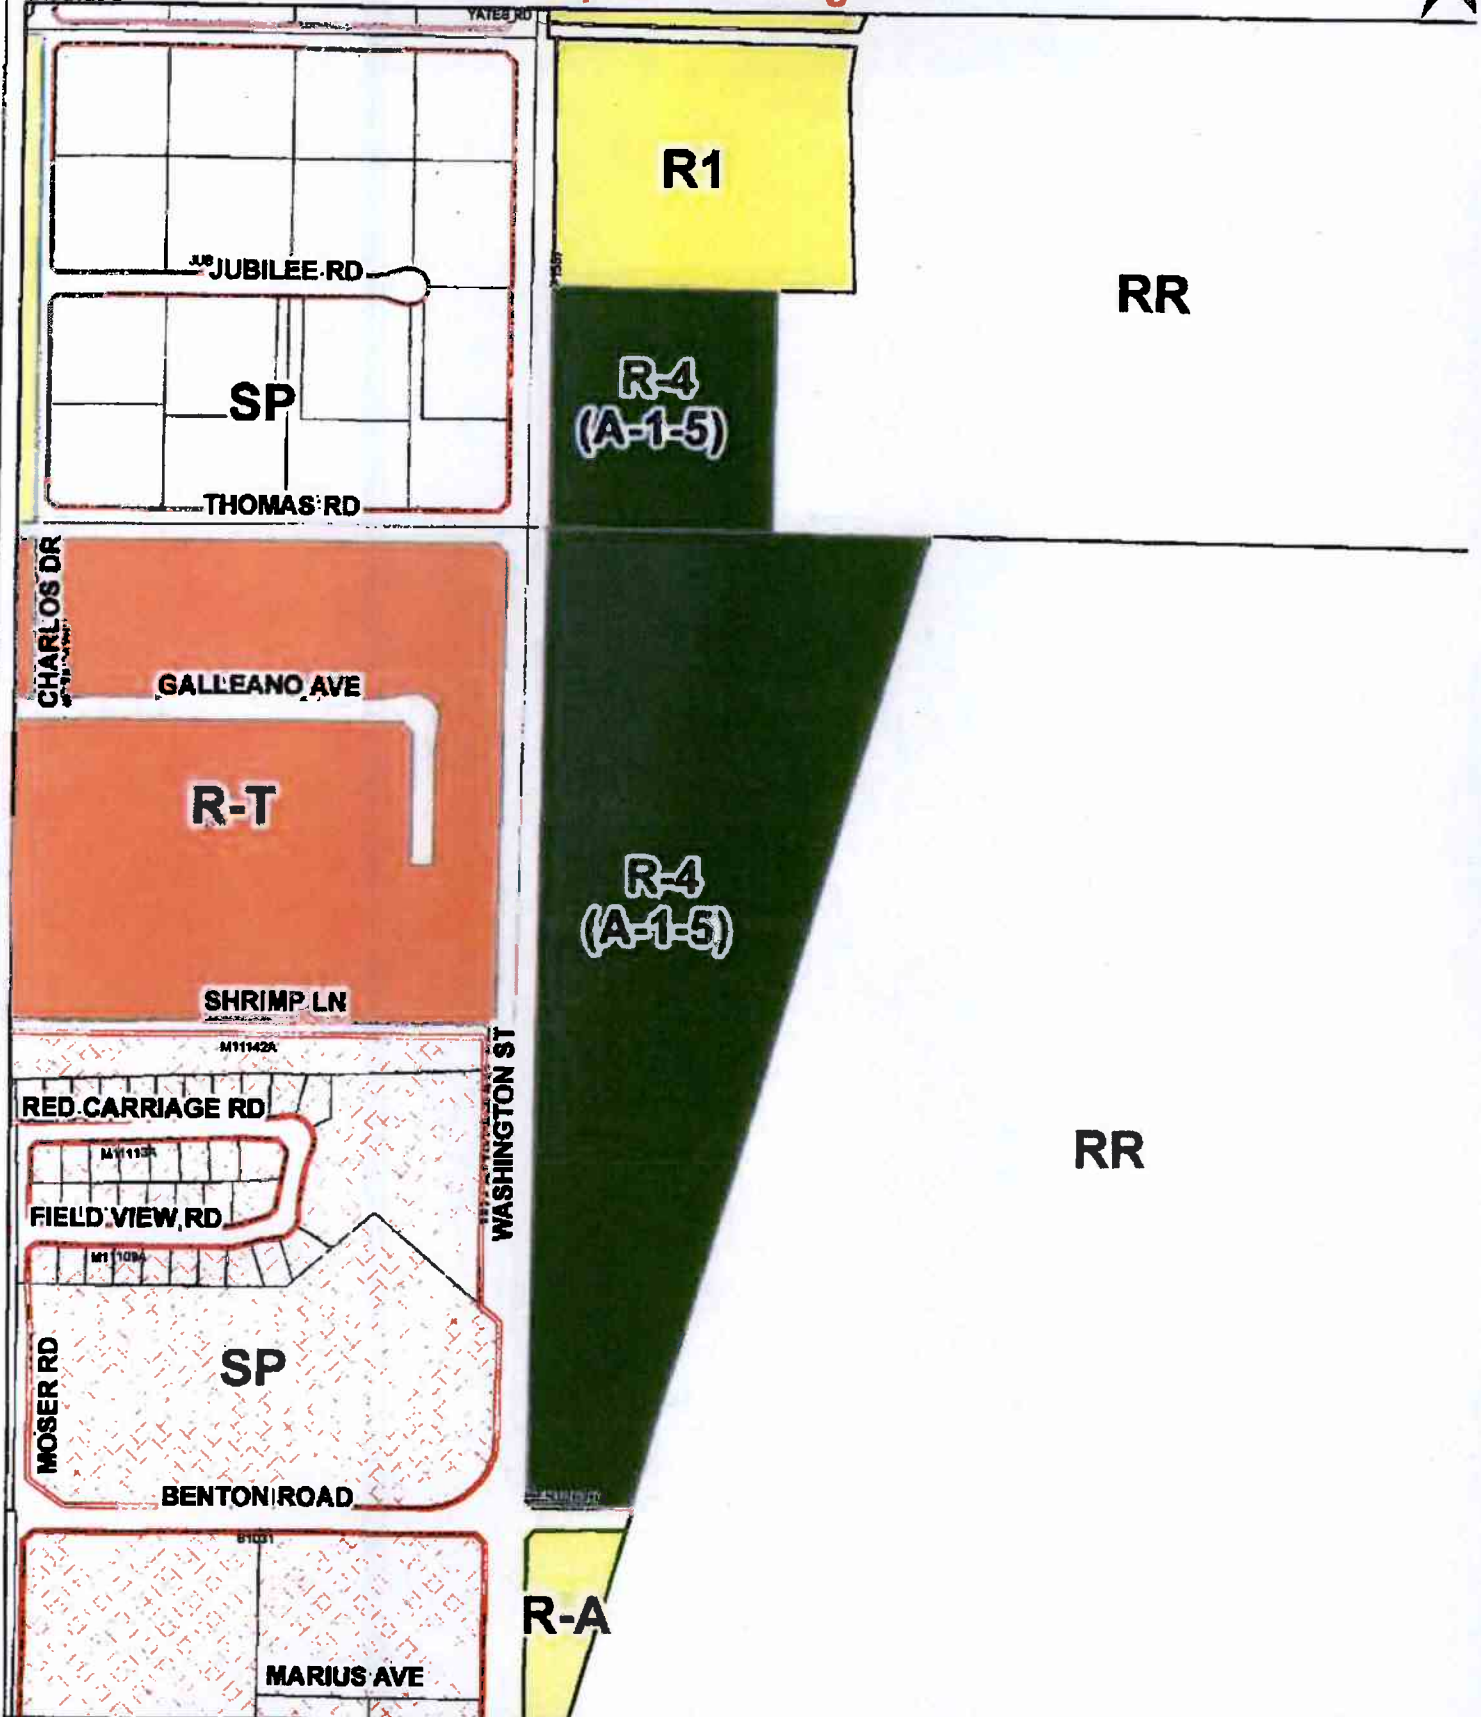 YATES RD
R1
JUBILEE RD
RR
R-4
(A-1-5)
SP
THOMAS RD
CHARLOS DR
GALLEANO AVE
R-T
R-4
(A-1-5)
SHRIMP LN
M11142A
WASHINGTON ST
RED CARRIAGE RD
M11113A
RR
FIELD VIEW RD
M11109A
MOSER RD
SP
BENTON ROAD
B1031
R-A
MARIUS AVE